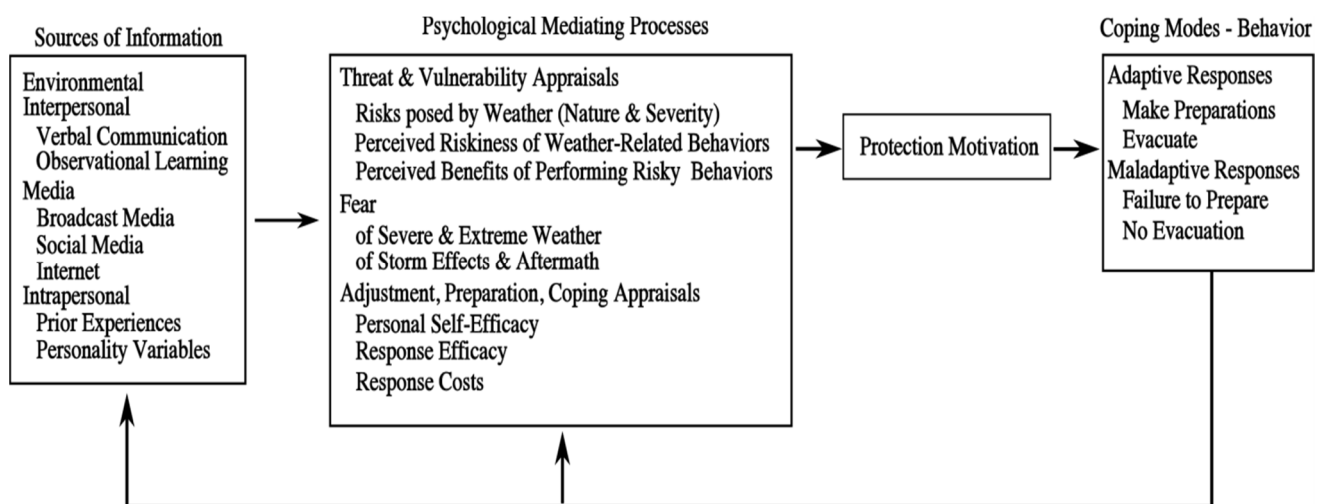 Sources of Information
Environmental
Interpersonal
Verbal Communication
Observational Learning
Media
Broadcast Media
Social Media
Internet
Intrapersonal
Prior Experiences
Personality Variables
Psychological Mediating Processes
Threat & Vulnerability Appraisals
Risks posed by Weather (Nature & Severity)
Perceived Riskiness of Weather-Related Behaviors
Perceived Benefits of Performing Risky Behaviors
Fear
of Severe & Extreme Weather
of Storm Effects & Aftermath
Adjustment, Preparation, Coping Appraisals
Personal Self-Efficacy
Response Efficacy
Response Costs
Protection Motivation
Coping Modes - Behavior
Adaptive Responses
Make Preparations
Evacuate
Maladaptive Responses
Failure to Prepare
No Evacuation